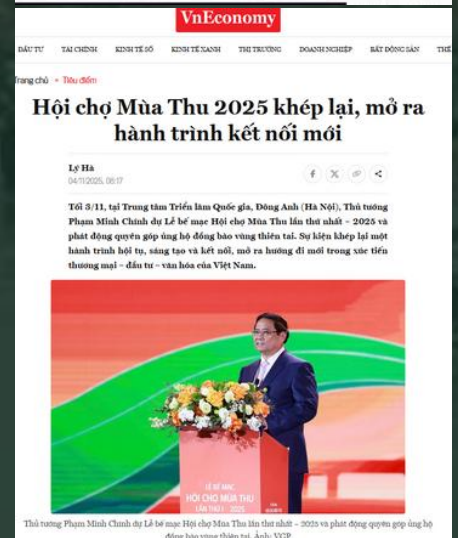 VnEconomy
ĐẦU TƯ TÀI CHÍNH KINH TẾ SỐ KINH TẾ XANH THỊ TRƯỜNG DOANH NGHIỆP BẤT ĐỘNG SẢN THẾ
Trang chủ Tiêu điểm
Hội chợ Mùa Thu 2025 khép lại, mở ra
hành trình kết nối mới
Lý Hà
04/11/2025, 06:17
Tối 3/11, tại Trung tâm Triển lãm Quốc gia, Đông Anh (Hà Nội), Thủ tướng
Phạm Minh Chính dự Lễ bế mạc Hội chợ Mùa Thu lần thứ nhất – 2025 và
phát động quyên góp ủng hộ đồng bào vùng thiên tai. Sự kiện khép lại một
hành trình hội tụ, sáng tạo và kết nối, mở ra hướng đi mới trong xúc tiến
thương mại – đầu tư – văn hóa của Việt Nam.
LỄ BẾ MẠC
HỘI CHỢ MÙA THU
LẦN THỨ I - 2025
Thủ tướng Phạm Minh Chính dự Lễ bế mạc Hội chợ Mùa Thu lần thứ nhất – 2025 và phát động quyên góp ủng hộ
đồng bào vùng thiên tai. Ảnh: VGP